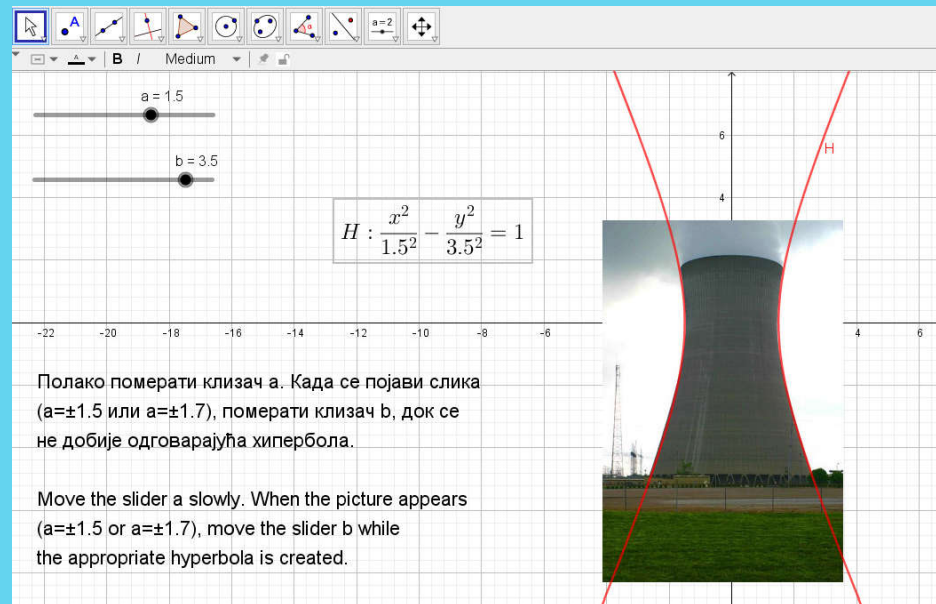 A
a=2
A B I Medium
a = 1.5
b = 3.5
H : x²/1.5² − y²/3.5² = 1
H
6
4
-22 -20 -18 -16 -14 -12 -10 -8 -6 4 6
Полако померати клизач а. Када се појави слика
(a=±1.5 или a=±1.7), померати клизач b, док се
не добије одговарајућа хипербола.
Move the slider a slowly. When the picture appears
(a=±1.5 or a=±1.7), move the slider b while
the appropriate hyperbola is created.